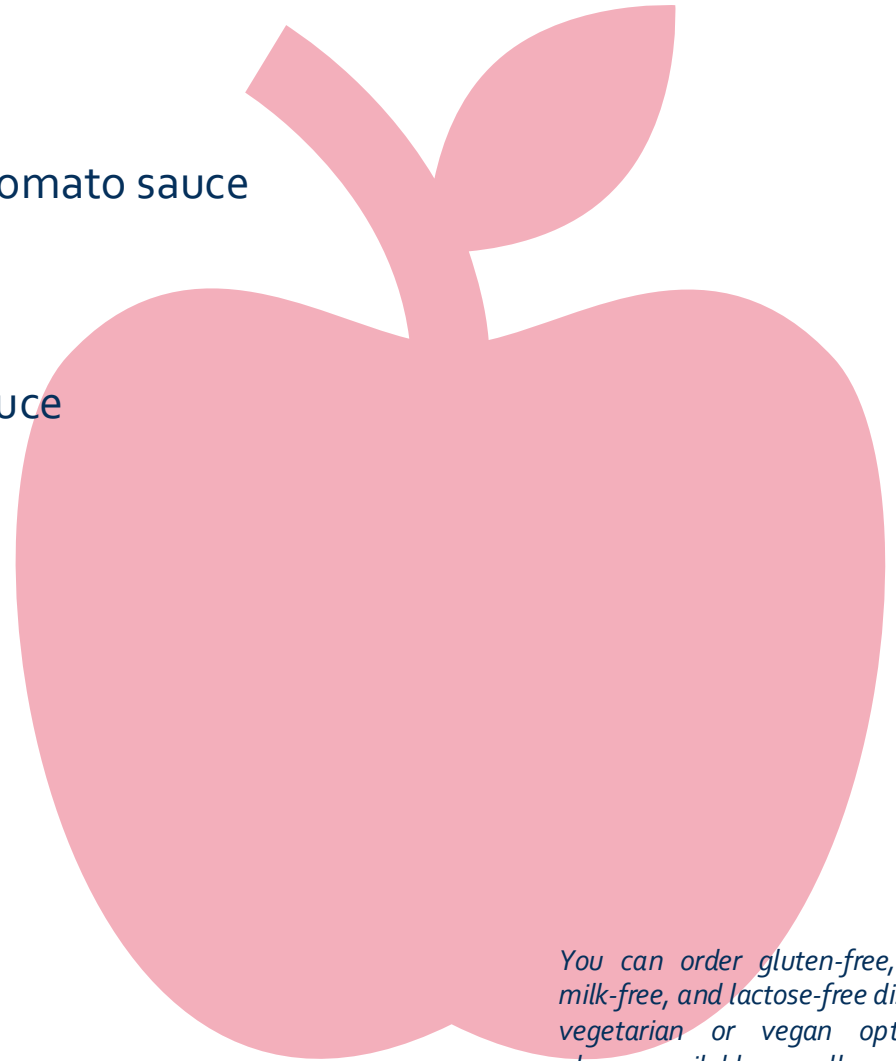 omato sauce
uce
You can order gluten-free,
milk-free, and lactose-free di
vegetarian or vegan opt